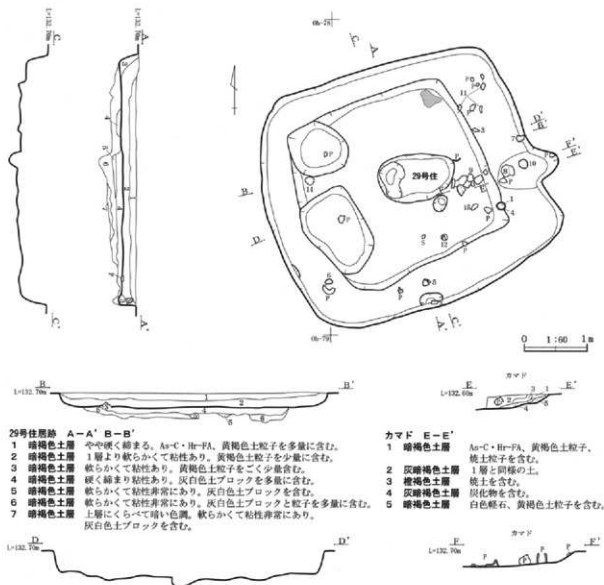 L=132.70m
C
A
Oh-78
C
A
D'
B'
F'
E'
29号住
B
D
Oh-79
A'
C'
C'
A'
0 1:60 1m
B L=132.70m B'
カマド
E L=132.60m E'
29号住居跡 A-A' B-B'
1 暗褐色土層 やや硬く締まる、As-C・Hr-FA、黄褐色土粒子を多量に含む。
2 暗褐色土層 1層より軟らかくて粘性あり。黄褐色土粒子を少量に含む。
3 暗褐色土層 軟らかくて粘性あり。黄褐色土粒子をごく少量含む。
4 暗褐色土層 硬く締まり粘性あり。灰白色土ブロックを多量に含む。
5 暗褐色土層 軟らかくて粘性非常にあり。灰白色土ブロックを含む。
6 暗褐色土層 軟らかくて粘性非常にあり。灰白色土ブロックと粒子を多量に含む。
7 暗褐色土層 上層にくらべて暗い色調。軟らかくて粘性非常にあり。
灰白色土ブロックを含む。
カマド E-E'
1 暗褐色土層 As-C・Hr-FA、黄褐色土粒子、
焼土粒子を含む。
2 灰暗褐色土層 1層と同様の土。
3 橙褐色土層 焼土を含む。
4 灰暗褐色土層 炭化物を含む。
5 暗褐色土層 白色軽石、黄褐色土粒子を含む。
D L=132.70m D'
カマド
F L=132.70m F'